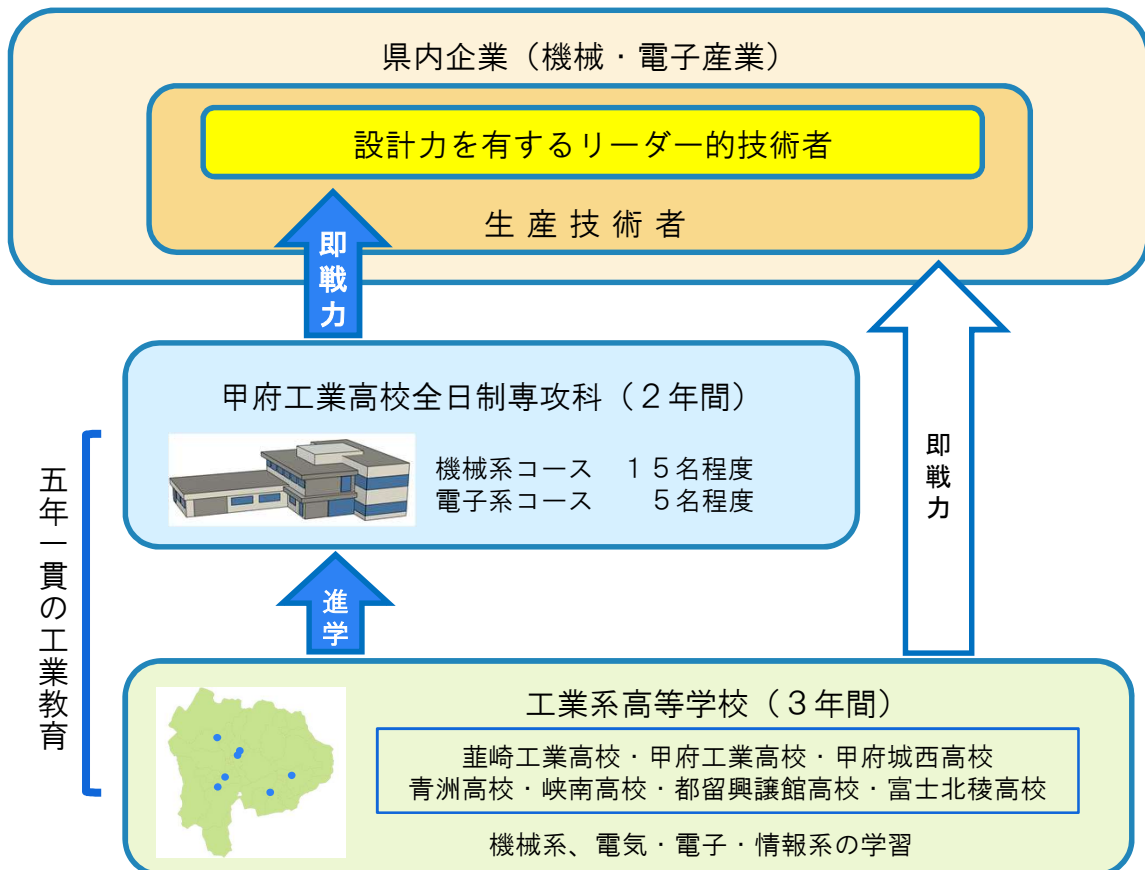 県内企業（機械・電子産業）
設計力を有するリーダー的技術者
生産技術者
即戦力
甲府工業高校全日制専攻科（２年間）
機械系コース　１５名程度
電子系コース　　５名程度
即戦力
五年一貫の工業教育
進学
工業系高等学校（３年間）
韮崎工業高校・甲府工業高校・甲府城西高校
青洲高校・峡南高校・都留興譲館高校・富士北稜高校
機械系、電気・電子・情報系の学習